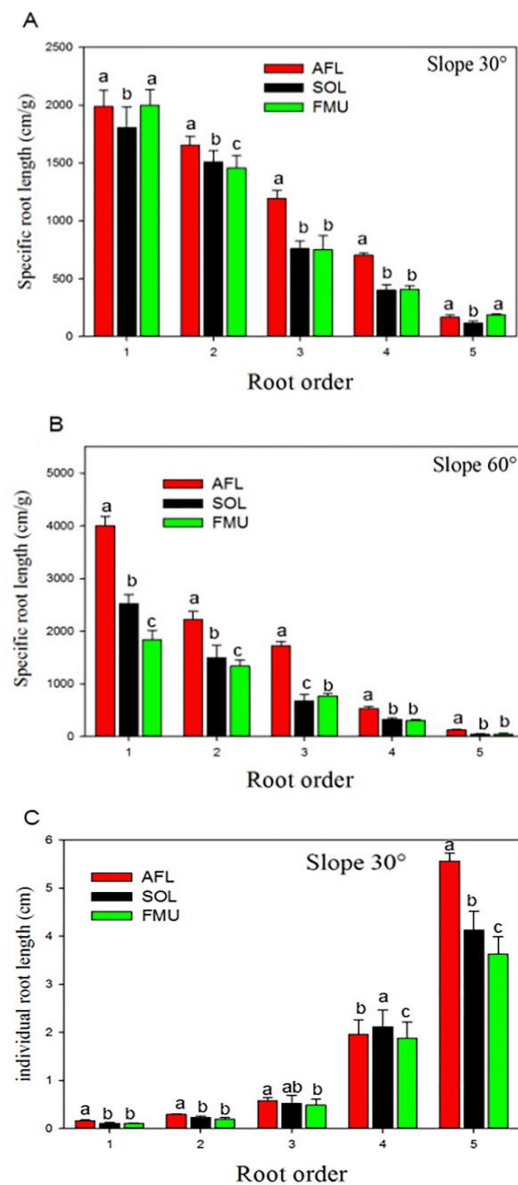 A
Slope 30°
AFL
SOL
FMU
Specific root length (cm/g)
2500
2000
1500
1000
500
0
a b a
a b c
a b b
a b b
a b a
1 2 3 4 5
Root order
B
Slope 60°
AFL
SOL
FMU
Specific root length (cm/g)
5000
4000
3000
2000
1000
0
a b c
a b c
a c b
a b b
a b b
1 2 3 4 5
Root order
C
Slope 30°
AFL
SOL
FMU
individual root length (cm)
6
5
4
3
2
1
0
a b b
a b b
a ab b
b a c
a b c
1 2 3 4 5
Root order